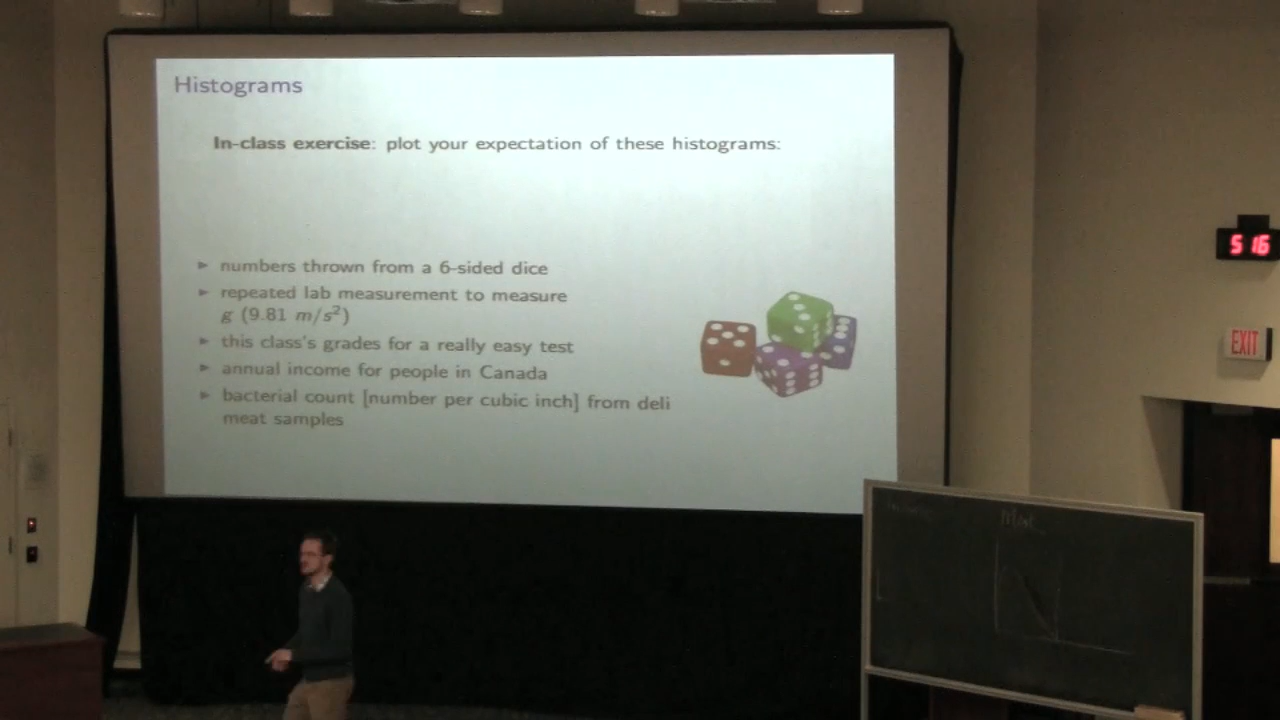 Histograms
In-class exercise: plot your expectation of these histograms:
numbers thrown from a 6-sided dice
repeated lab measurement to measure
g (9.81 m/s²)
this class's grades for a really easy test
annual income for people in Canada
bacterial count [number per cubic inch] from deli
meat samples
5 16
EXIT